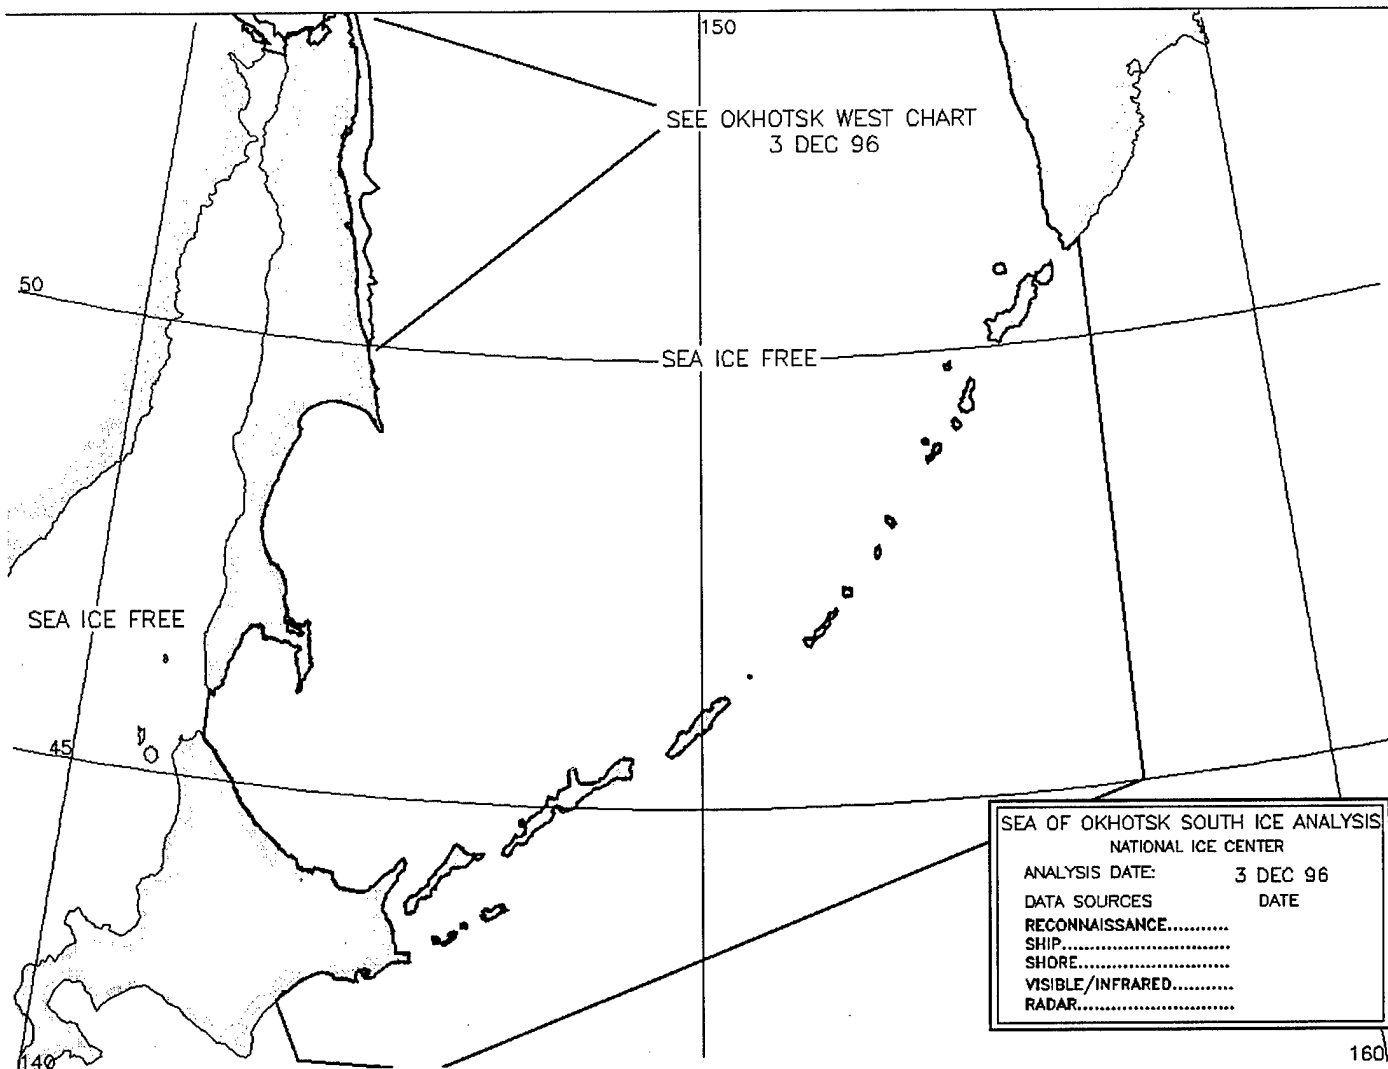 150
SEE OKHOTSK WEST CHART
3 DEC 96
50
SEA ICE FREE
SEA ICE FREE
45
SEA OF OKHOTSK SOUTH ICE ANALYSIS
NATIONAL ICE CENTER
ANALYSIS DATE: 3 DEC 96
DATA SOURCES DATE
RECONNAISSANCE...........
SHIP..............................
SHORE...........................
VISIBLE/INFRARED...........
RADAR............................
140
160